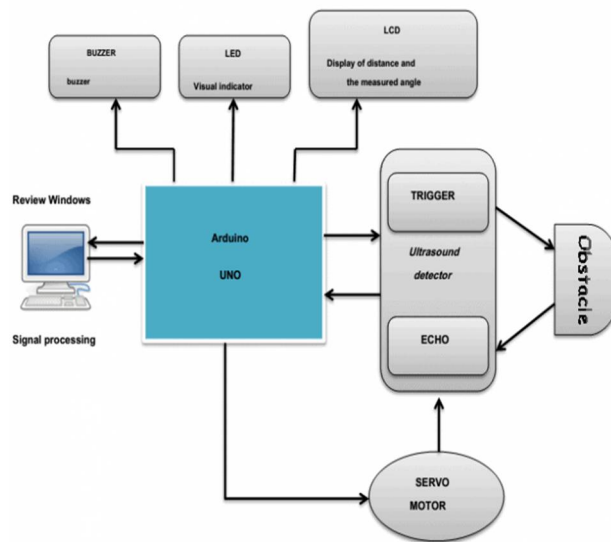 BUZZER
buzzer
LED
Visual indicator
LCD
Display of distance and
the measured angle
Review Windows
Signal processing
Arduino
UNO
TRIGGER
Ultrasound
detector
ECHO
Obstacie
SERVO
MOTOR